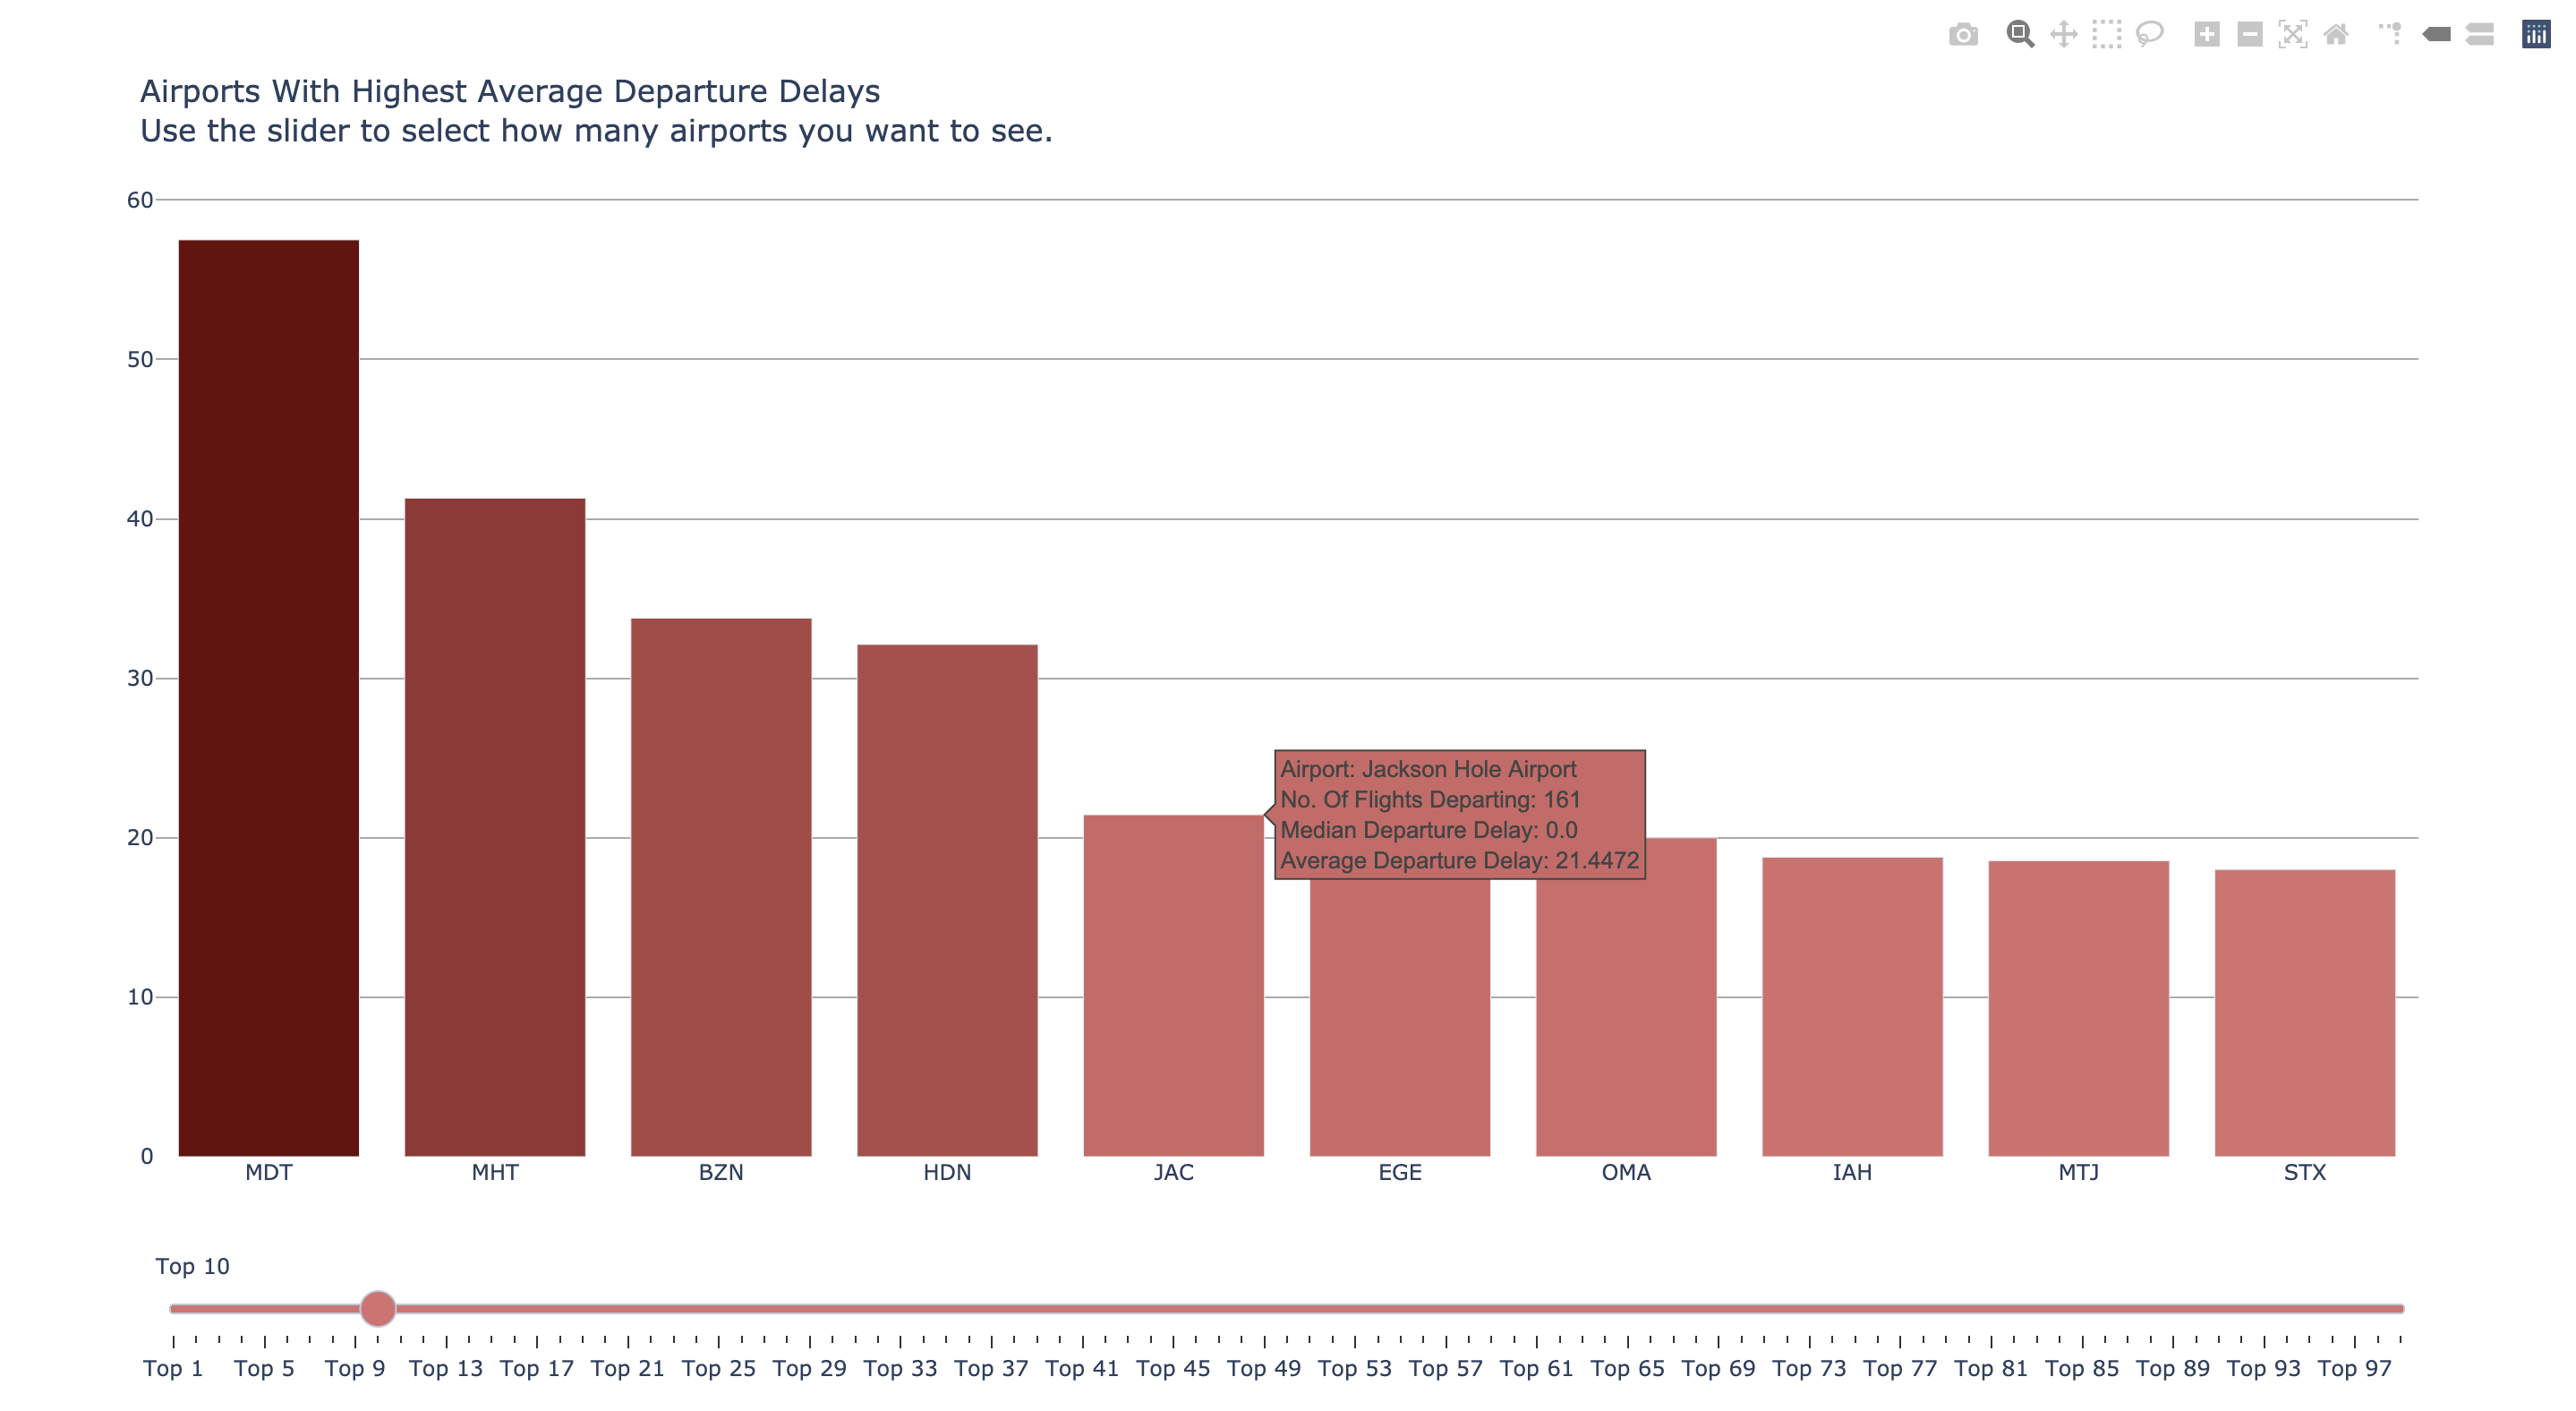 Airports With Highest Average Departure Delays
Use the slider to select how many airports you want to see.
60
50
40
30
20
10
0
Airport: Jackson Hole Airport
No. Of Flights Departing: 161
Median Departure Delay: 0.0
Average Departure Delay: 21.4472
MDT MHT BZN HDN JAC EGE OMA IAH MTJ STX
Top 10
Top 1 Top 5 Top 9 Top 13 Top 17 Top 21 Top 25 Top 29 Top 33 Top 37 Top 41 Top 45 Top 49 Top 53 Top 57 Top 61 Top 65 Top 69 Top 73 Top 77 Top 81 Top 85 Top 89 Top 93 Top 97